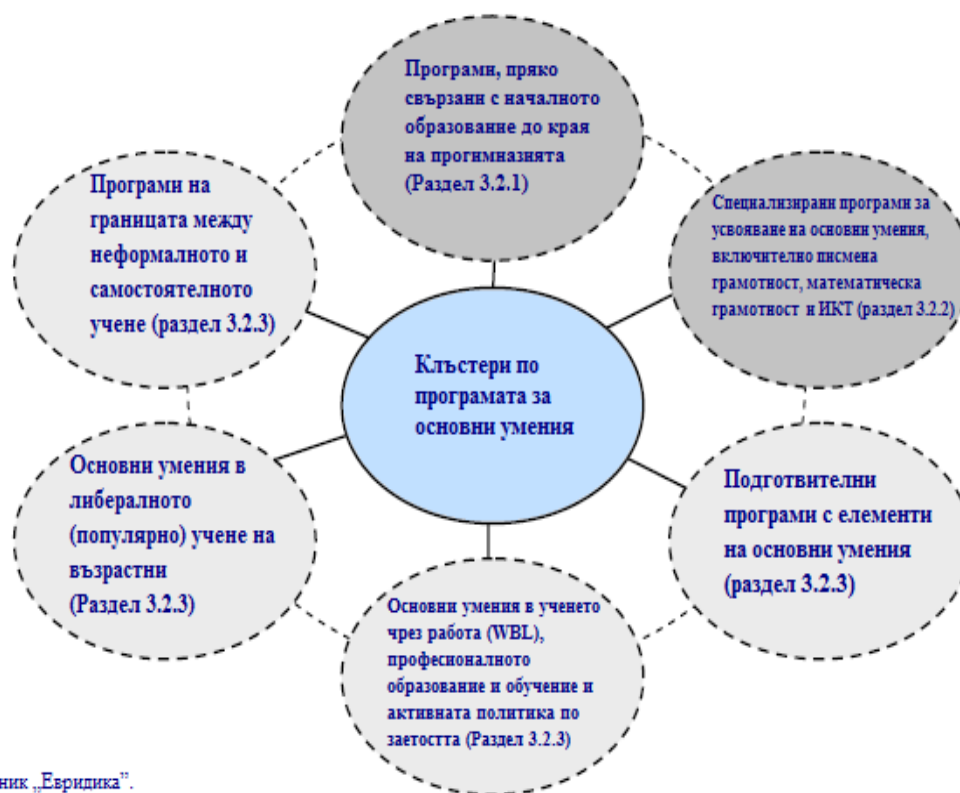 Програми, пряко
свързани с началното
образование до края
на прогимназията
(Раздел 3.2.1)
Програми на
границата между
неформалното и
самостоятелното
учене (раздел 3.2.3)
Специализирани програми за
усвояване на основни умения,
включително писмена
грамотност, математическа
грамотност и ИКТ (раздел 3.2.2)
Клъстери по
програмата за
основни умения
Основни умения в
либералното
(популярно) учене на
възрастни
(Раздел 3.2.3)
Подготвителни
програми с елементи
на основни умения
(раздел 3.2.3)
Основни умения в ученето
чрез работа (WBL),
професионалното
образование и обучение и
активната политика по
заетостта (Раздел 3.2.3)
ник „Евридика”.